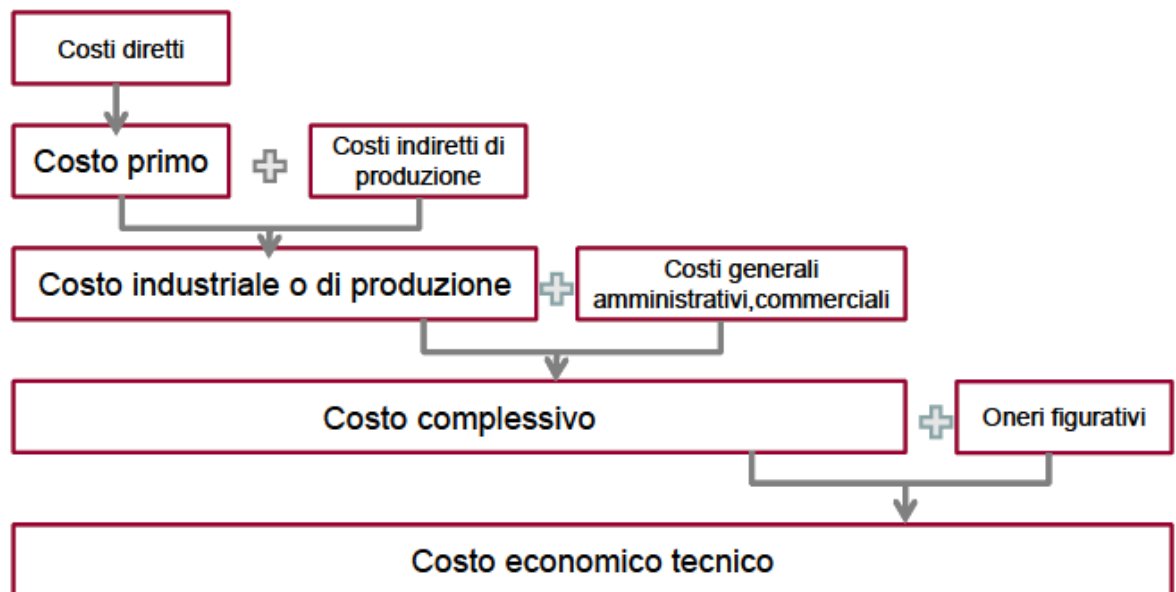 Costi diretti
Costo primo
Costi indiretti di
produzione
Costo industriale o di produzione
Costi generali
amministrativi,commerciali
Costo complessivo
Oneri figurativi
Costo economico tecnico